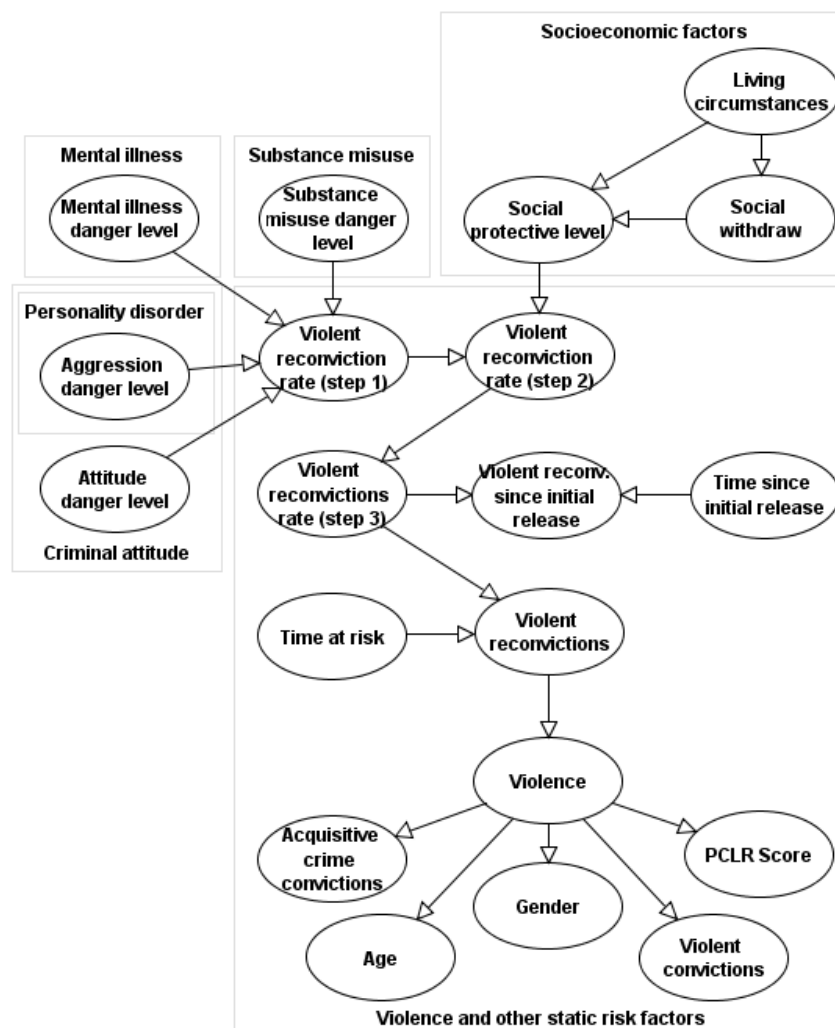 Socioeconomic factors
Living
circumstances
Mental illness
Substance misuse
Mental illness
danger level
Substance
misuse danger
level
Social
protective level
Social
withdraw
Personality disorder
Aggression
danger level
Violent
reconviction
rate (step 1)
Violent
reconviction
rate (step 2)
Attitude
danger level
Criminal attitude
Violent
reconvictions
rate (step 3)
Violent reconv.
since initial
release
Time since
initial release
Time at risk
Violent
reconvictions
Violence
Acquisitive
crime
convictions
PCLR Score
Gender
Age
Violent
convictions
Violence and other static risk factors